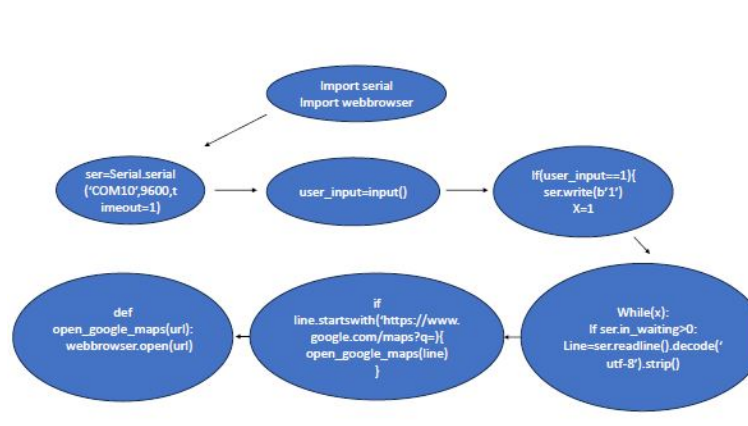 Import serial
Import webbrowser
ser=Serial.serial
(‘COM10’,9600,t
imeout=1)
user_input=input()
If(user_input==1){
ser.write(b’1’)
X=1
While(x):
If ser.in_waiting>0:
Line=ser.readline().decode(‘
utf-8’).strip()
if
line.startswith(‘https://www.
google.com/maps?q=){
open_google_maps(line)
}
def
open_google_maps(url):
webbrowser.open(url)